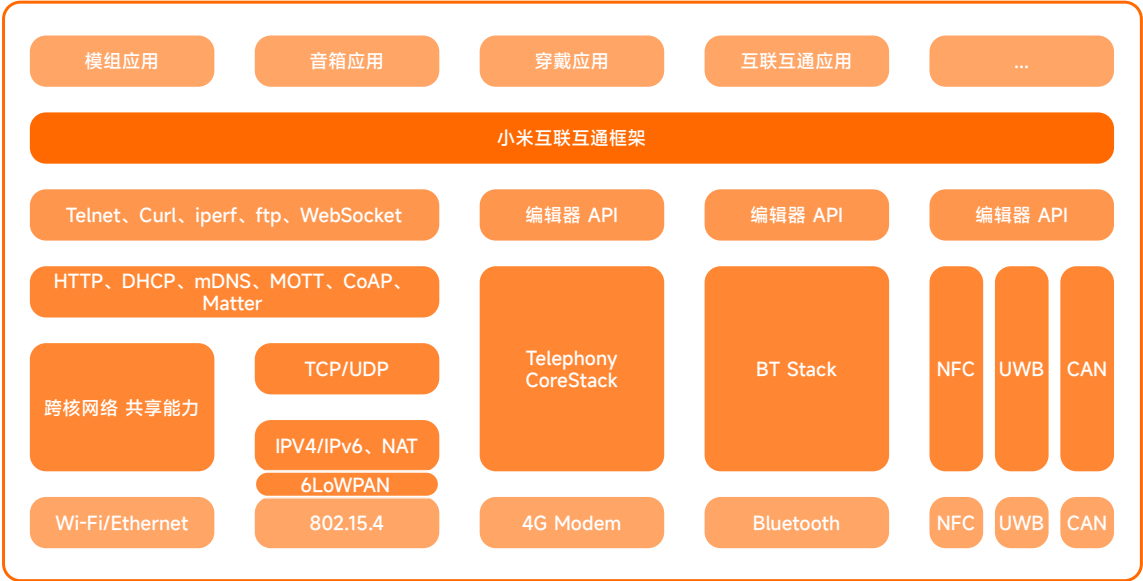 模组应用
音箱应用
穿戴应用
互联互通应用
...
小米互联互通框架
Telnet、Curl、iperf、ftp、WebSocket
编辑器 API
编辑器 API
编辑器 API
HTTP、DHCP、mDNS、MOTT、CoAP、
Matter
Telephony
CoreStack
BT Stack
NFC
UWB
CAN
跨核网络 共享能力
TCP/UDP
IPV4/IPv6、NAT
6LoWPAN
Wi-Fi/Ethernet
802.15.4
4G Modem
Bluetooth
NFC
UWB
CAN